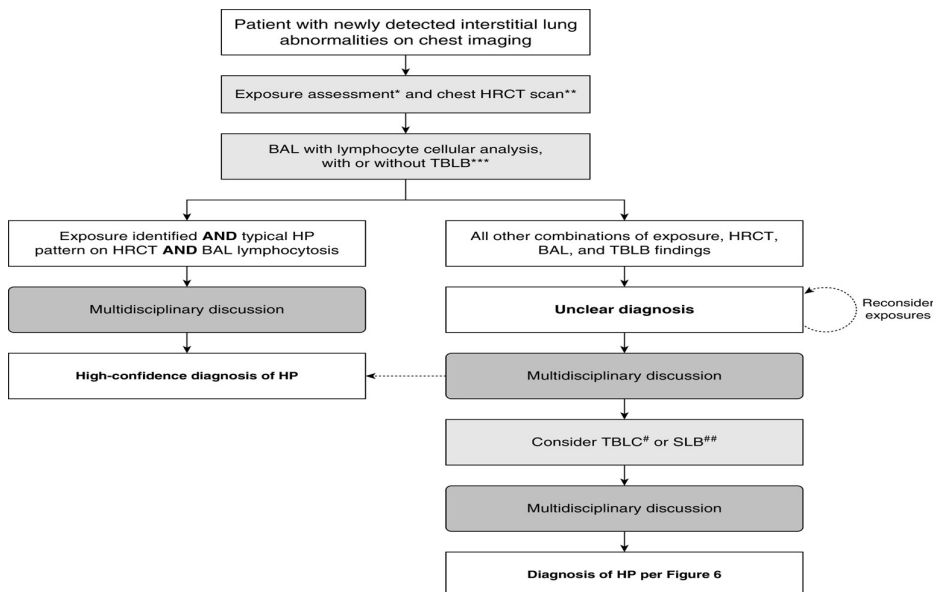 Patient with newly detected interstitial lung
abnormalities on chest imaging
Exposure assessment* and chest HRCT scan**
BAL with lymphocyte cellular analysis,
with or without TBLB***
Exposure identified AND typical HP
pattern on HRCT AND BAL lymphocytosis
All other combinations of exposure, HRCT,
BAL, and TBLB findings
Multidisciplinary discussion
Unclear diagnosis
Reconsider
exposures
High-confidence diagnosis of HP
Multidisciplinary discussion
Consider TBLC# or SLB##
Multidisciplinary discussion
Diagnosis of HP per Figure 6